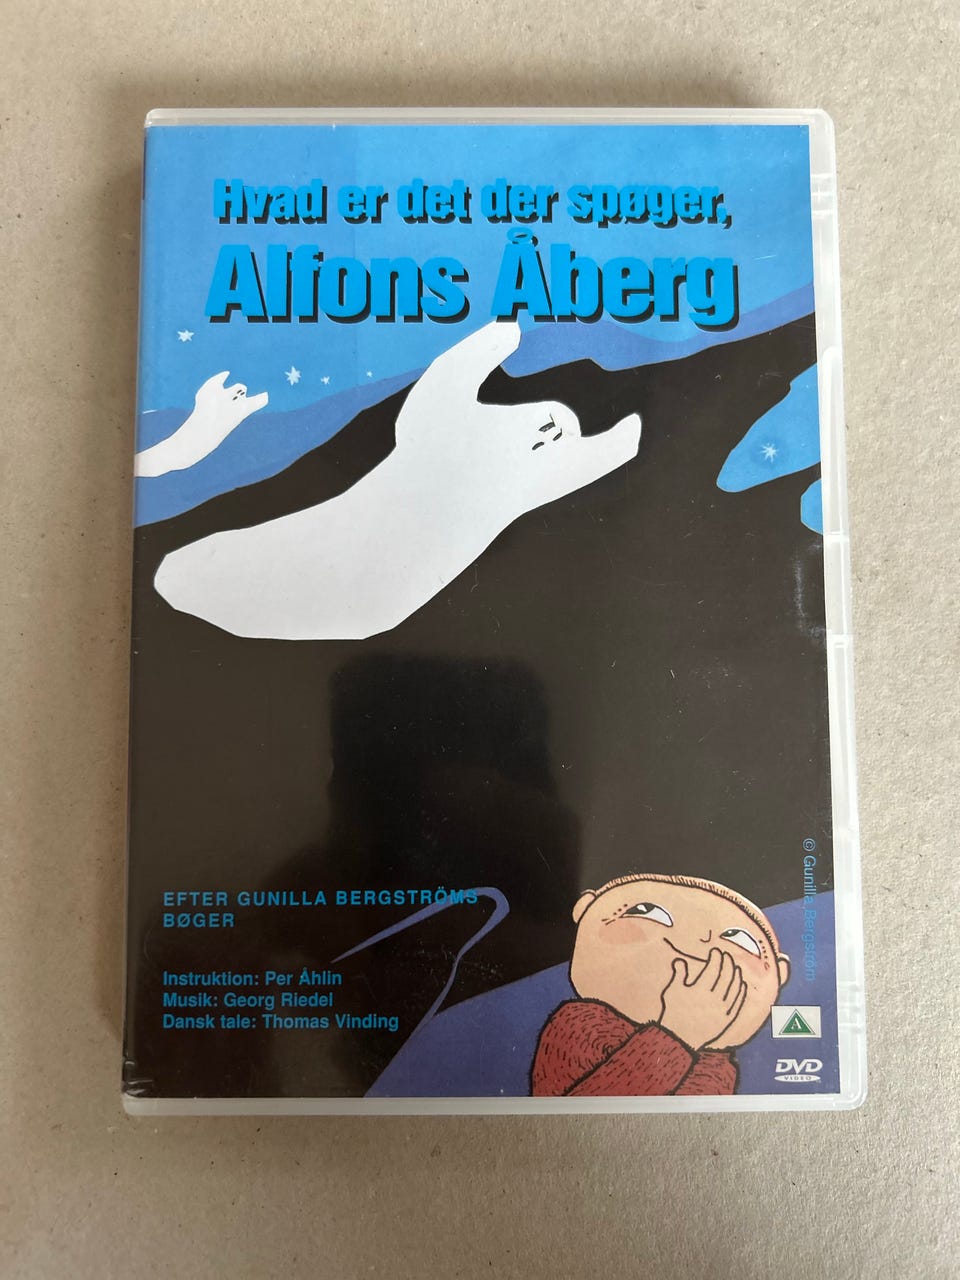 Hvad er det der spøger,
Alfons Åberg
EFTER GUNILLA BERGSTRÖMS
BØGER
Instruktion: Per Åhlin
Musik: Georg Riedel
Dansk tale: Thomas Vinding
© Gunilla Bergström
A
DVD
VIDEO